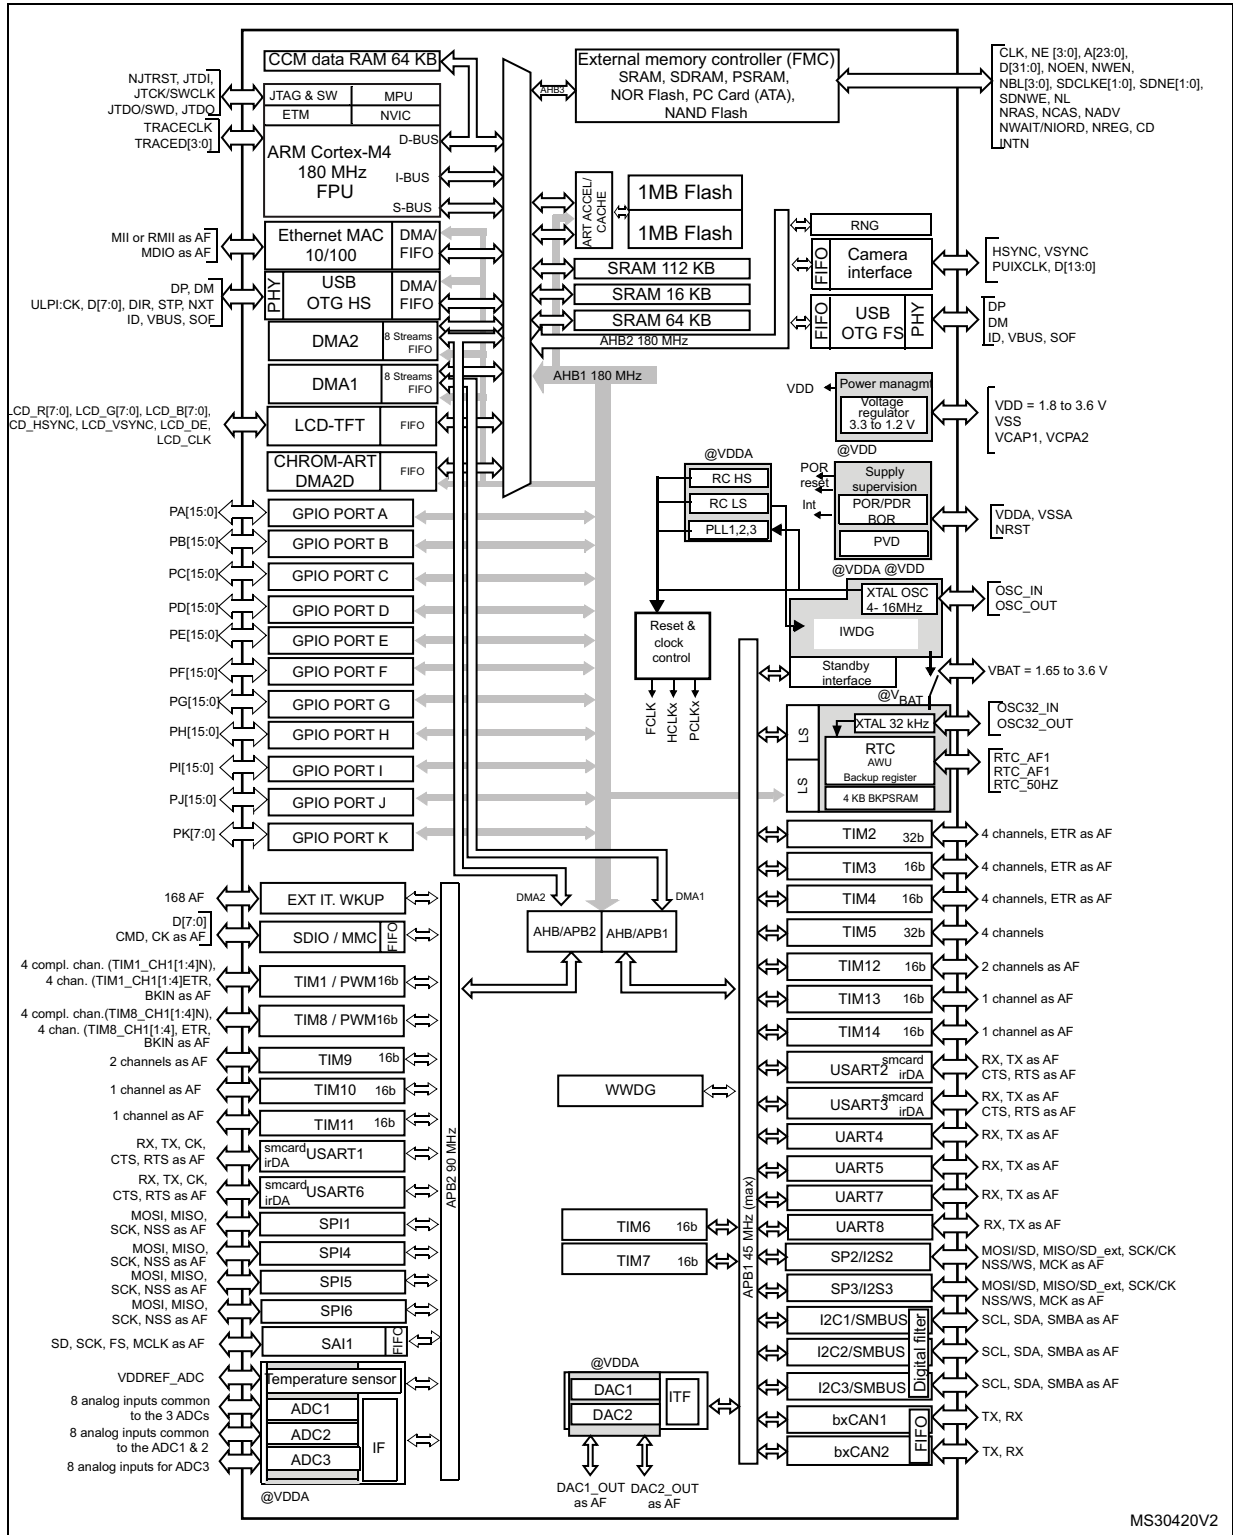 CCM data RAM 64 KB
NJTRST, JTDI,
JTCK/SWCLK
JTDO/SWD, JTDO
TRACECLK
TRACED[3:0]
JTAG & SW
MPU
ETM
NVIC
ARM Cortex-M4
180 MHz
FPU
D-BUS
I-BUS
S-BUS
MII or RMII as AF
MDIO as AF
Ethernet MAC
10/100
DMA/
FIFO
DP, DM
ULPI:CK, D[7:0], DIR, STP, NXT
ID, VBUS, SOF
PHY
USB
OTG HS
DMA/
FIFO
DMA2
8 Streams
FIFO
DMA1
8 Streams
FIFO
LCD_R[7:0], LCD_G[7:0], LCD_B[7:0],
CD_HSYNC, LCD_VSYNC, LCD_DE,
LCD_CLK
LCD-TFT
FIFO
CHROM-ART
DMA2D
FIFO
External memory controller (FMC)
SRAM, SDRAM, PSRAM,
NOR Flash, PC Card (ATA),
NAND Flash
AHB3
CLK, NE [3:0], A[23:0],
D[31:0], NOEN, NWEN,
NBL[3:0], SDCLKE[1:0], SDNE[1:0],
SDNWE, NL
NRAS, NCAS, NADV
NWAIT/NIORD, NREG, CD
INTN
ART ACCEL/
CACHE
1MB Flash
1MB Flash
SRAM 112 KB
SRAM 16 KB
SRAM 64 KB
AHB2 180 MHz
AHB1 180 MHz
RNG
FIFO
Camera
interface
HSYNC, VSYNC
PUIXCLK, D[13:0]
FIFO
USB
OTG FS
PHY
DP
DM
ID, VBUS, SOF
VDD
Power managmt
Voltage
regulator
3.3 to 1.2 V
VDD = 1.8 to 3.6 V
VSS
VCAP1, VCPA2
@VDD
@VDDA
RC HS
RC LS
PLL1,2,3
POR
reset
Int
Supply
supervision
POR/PDR
BOR
PVD
VDDA, VSSA
NRST
@VDDA @VDD
XTAL OSC
4- 16MHz
OSC_IN
OSC_OUT
IWDG
Reset &
clock
control
FCLK
HCLKx
PCLKx
Standby
interface
VBAT = 1.65 to 3.6 V
@VBAT
LS
LS
XTAL 32 kHz
OSC32_IN
OSC32_OUT
RTC
AWU
Backup register
4 KB BKPSRAM
RTC_AF1
RTC_AF1
RTC_50HZ
PA[15:0]
GPIO PORT A
PB[15:0]
GPIO PORT B
PC[15:0]
GPIO PORT C
PD[15:0]
GPIO PORT D
PE[15:0]
GPIO PORT E
PF[15:0]
GPIO PORT F
PG[15:0]
GPIO PORT G
PH[15:0]
GPIO PORT H
PI[15:0]
GPIO PORT I
PJ[15:0]
GPIO PORT J
PK[7:0]
GPIO PORT K
DMA2
DMA1
AHB/APB2
AHB/APB1
168 AF
EXT IT. WKUP
D[7:0]
CMD, CK as AF
SDIO / MMC
FIFO
4 compl. chan. (TIM1_CH1[1:4]N),
4 chan. (TIM1_CH1[1:4]ETR,
BKIN as AF
TIM1 / PWM
16b
4 compl. chan.(TIM8_CH1[1:4]N),
4 chan. (TIM8_CH1[1:4], ETR,
BKIN as AF
TIM8 / PWM
16b
2 channels as AF
TIM9
16b
1 channel as AF
TIM10
16b
1 channel as AF
TIM11
16b
RX, TX, CK,
CTS, RTS as AF
smcard
irDA
USART1
RX, TX, CK,
CTS, RTS as AF
smcard
irDA
USART6
MOSI, MISO,
SCK, NSS as AF
SPI1
MOSI, MISO,
SCK, NSS as AF
SPI4
MOSI, MISO,
SCK, NSS as AF
SPI5
MOSI, MISO,
SCK, NSS as AF
SPI6
SD, SCK, FS, MCLK as AF
SAI1
FIFO
VDDREF_ADC
Temperature sensor
8 analog inputs common
to the 3 ADCs
ADC1
8 analog inputs common
to the ADC1 & 2
ADC2
8 analog inputs for ADC3
ADC3
IF
@VDDA
APB2 90 MHz
WWDG
TIM6
16b
TIM7
16b
@VDDA
DAC1
DAC2
ITF
DAC1_OUT
as AF
DAC2_OUT
as AF
APB1 45 MHz (max)
TIM2
32b
4 channels, ETR as AF
TIM3
16b
4 channels, ETR as AF
TIM4
16b
4 channels, ETR as AF
TIM5
32b
4 channels
TIM12
16b
2 channels as AF
TIM13
16b
1 channel as AF
TIM14
16b
1 channel as AF
USART2
smcard
irDA
RX, TX as AF
CTS, RTS as AF
USART3
smcard
irDA
RX, TX as AF
CTS, RTS as AF
UART4
RX, TX as AF
UART5
RX, TX as AF
UART7
RX, TX as AF
UART8
RX, TX as AF
SP2/I2S2
MOSI/SD, MISO/SD_ext, SCK/CK
NSS/WS, MCK as AF
SP3/I2S3
MOSI/SD, MISO/SD_ext, SCK/CK
NSS/WS, MCK as AF
I2C1/SMBUS
SCL, SDA, SMBA as AF
I2C2/SMBUS
SCL, SDA, SMBA as AF
I2C3/SMBUS
SCL, SDA, SMBA as AF
Digital filter
bxCAN1
TX, RX
bxCAN2
TX, RX
FIFO
MS30420V2